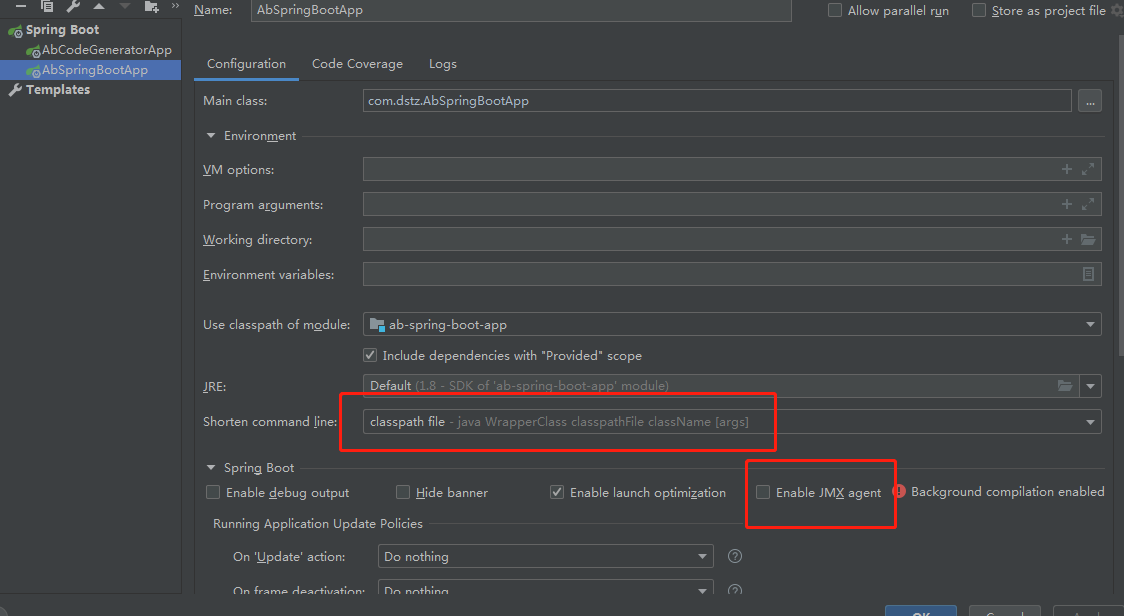 Name: AbSpringBootApp Allow parallel run Store as project file
Spring Boot
AbCodeGeneratorApp
AbSpringBootApp
Templates
Configuration Code Coverage Logs
Main class: com.dstz.AbSpringBootApp ...
Environment
VM options:
Program arguments:
Working directory:
Environment variables:
Use classpath of module: ab-spring-boot-app
Include dependencies with "Provided" scope
JRE: Default (1.8 - SDK of 'ab-spring-boot-app' module)
Shorten command line: classpath file - java WrapperClass classpathFile className [args]
Spring Boot
Enable debug output Hide banner Enable launch optimization Enable JMX agent Background compilation enabled
Running Application Update Policies
On 'Update' action: Do nothing
On frame deactivation: Do nothing
OK